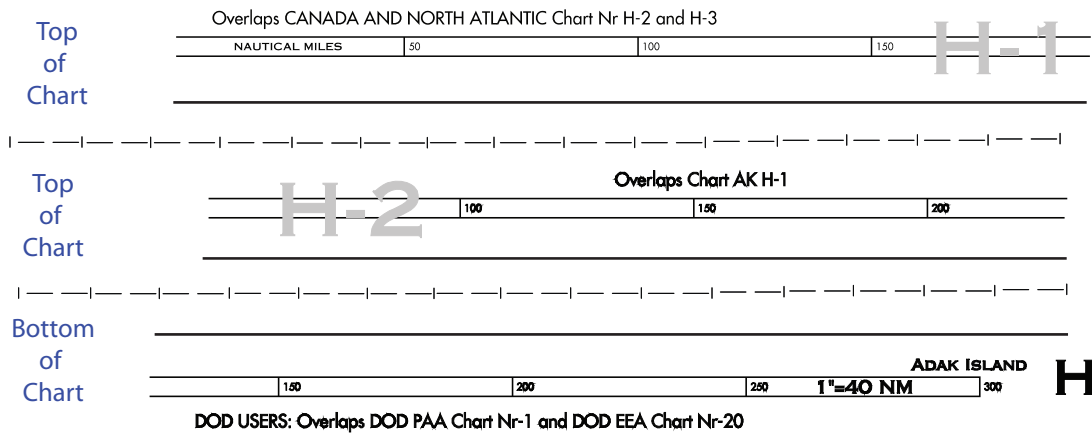 Overlaps CANADA AND NORTH ATLANTIC Chart Nr H-2 and H-3
Top
of
Chart
NAUTICAL MILES 50 100 150 H-1
Top
of
Chart
Overlaps Chart AK H-1
H-2 100 150 200
Bottom
of
Chart
ADAK ISLAND H
150 200 250 1"=40 NM 300
DOD USERS: Overlaps DOD PAA Chart Nr-1 and DOD EEA Chart Nr-20